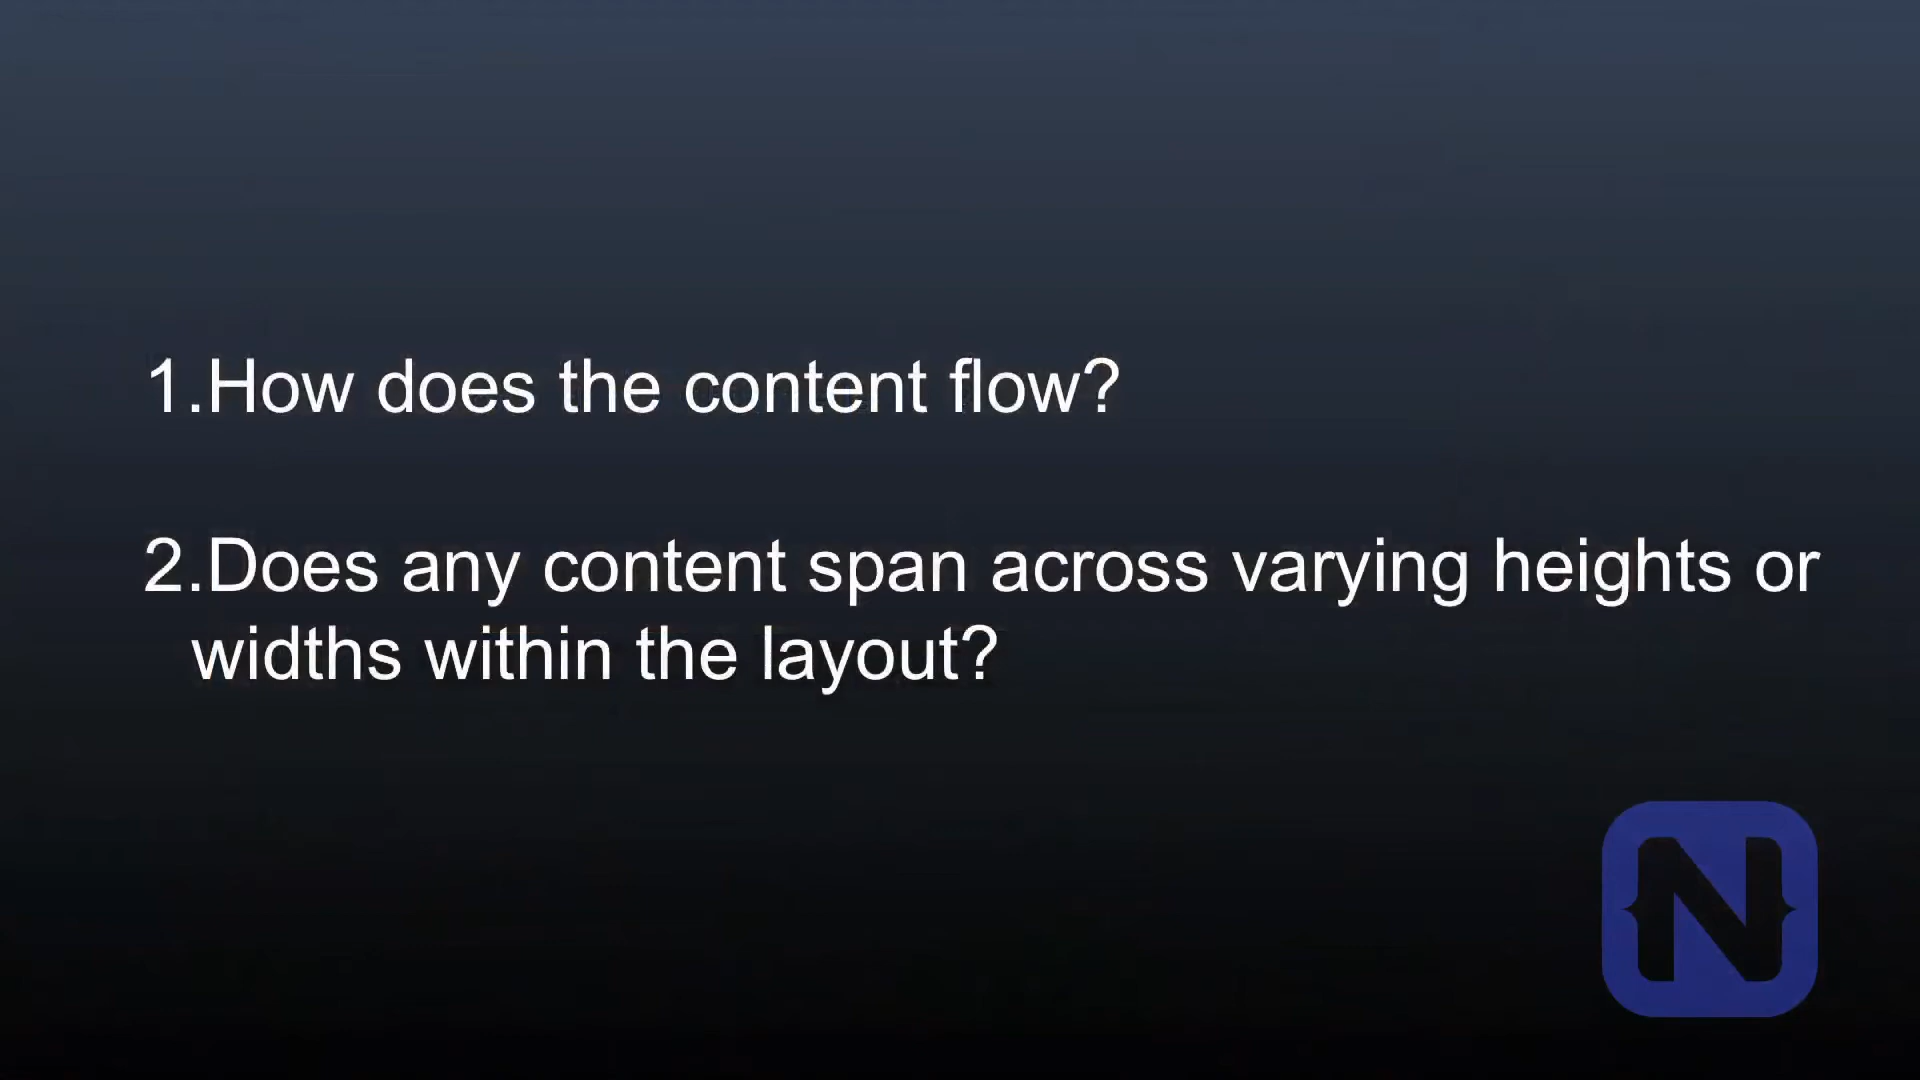 1.How does the content flow?
2.Does any content span across varying heights or
widths within the layout?
N